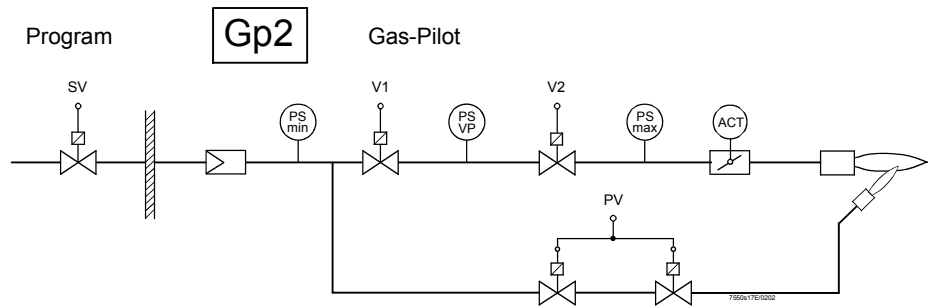 Program Gp2 Gas-Pilot
SV V1 V2
PS min PS VP PS max ACT
PV
7550s17E/0202